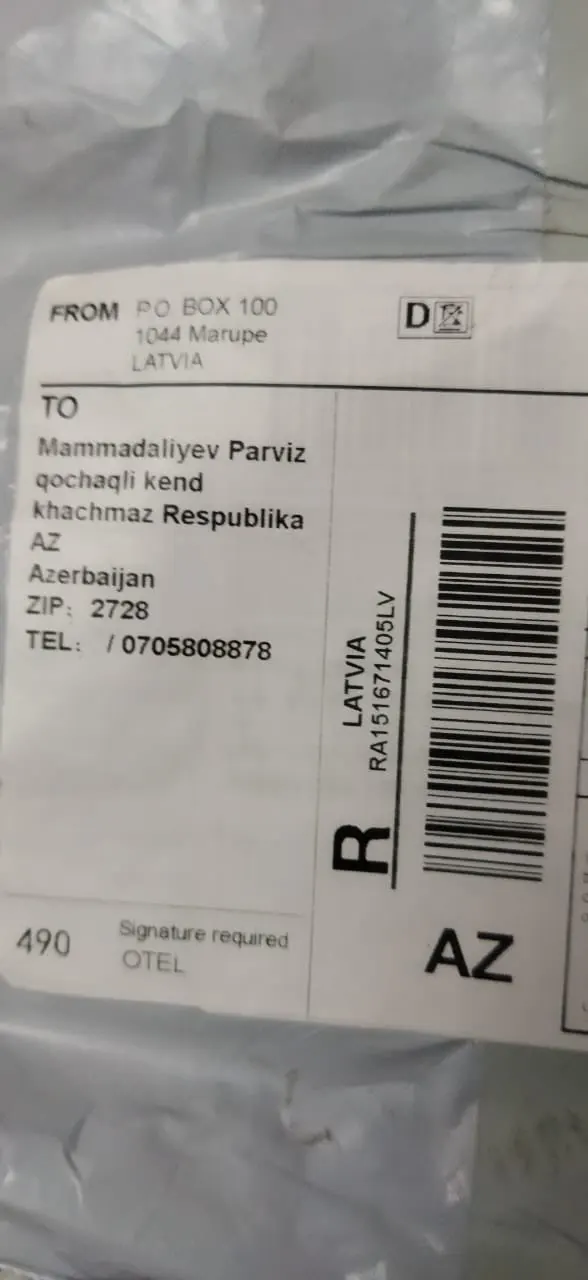 FROM PO BOX 100
1044 Marupe
LATVIA
D
TO
Mammadaliyev Parviz
qochaqli kend
khachmaz Respublika
AZ
Azerbaijan
ZIP: 2728
TEL: / 0705808878
LATVIA
RA151671405LV
R
AZ
490
Signature required
OTEL